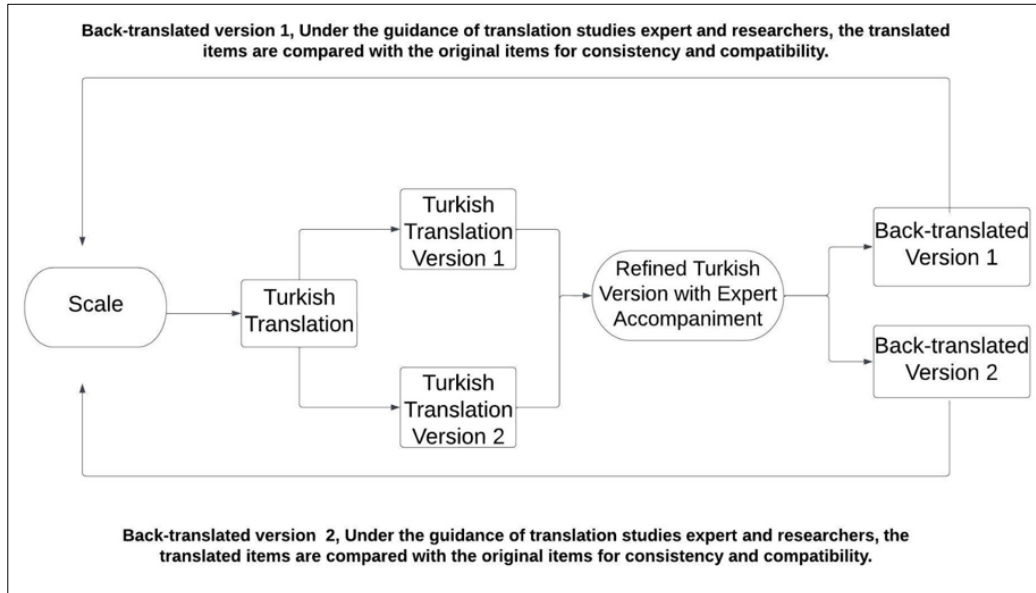 Back-translated version 1, Under the guidance of translation studies expert and researchers, the translated
items are compared with the original items for consistency and compatibility.
Scale
Turkish
Translation
Turkish
Translation
Version 1
Turkish
Translation
Version 2
Refined Turkish
Version with Expert
Accompaniment
Back-translated
Version 1
Back-translated
Version 2
Back-translated version  2, Under the guidance of translation studies expert and researchers, the
translated items are compared with the original items for consistency and compatibility.